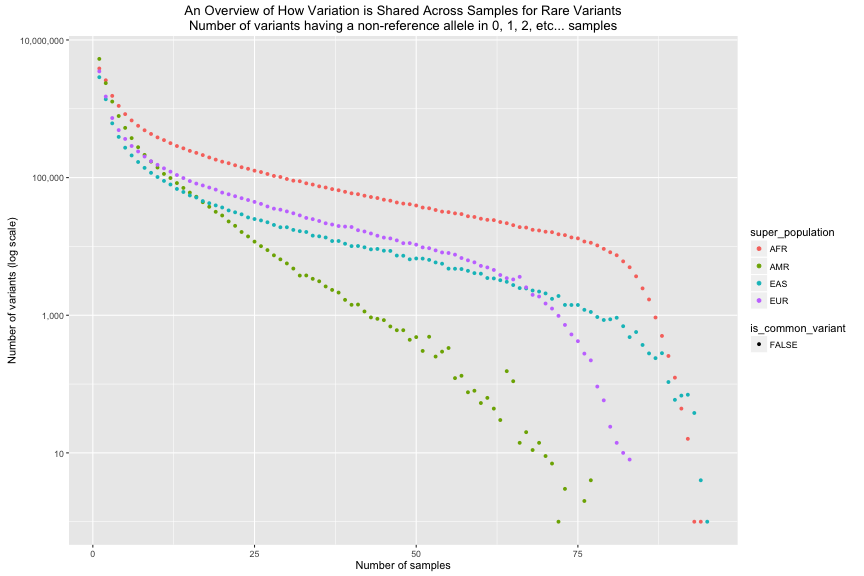 An Overview of How Variation is Shared Across Samples for Rare Variants
Number of variants having a non-reference allele in 0, 1, 2, etc... samples
10,000,000
100,000
1,000
10
Number of variants (log scale)
0
25
50
75
Number of samples
super_population
AFR
AMR
EAS
EUR
is_common_variant
FALSE